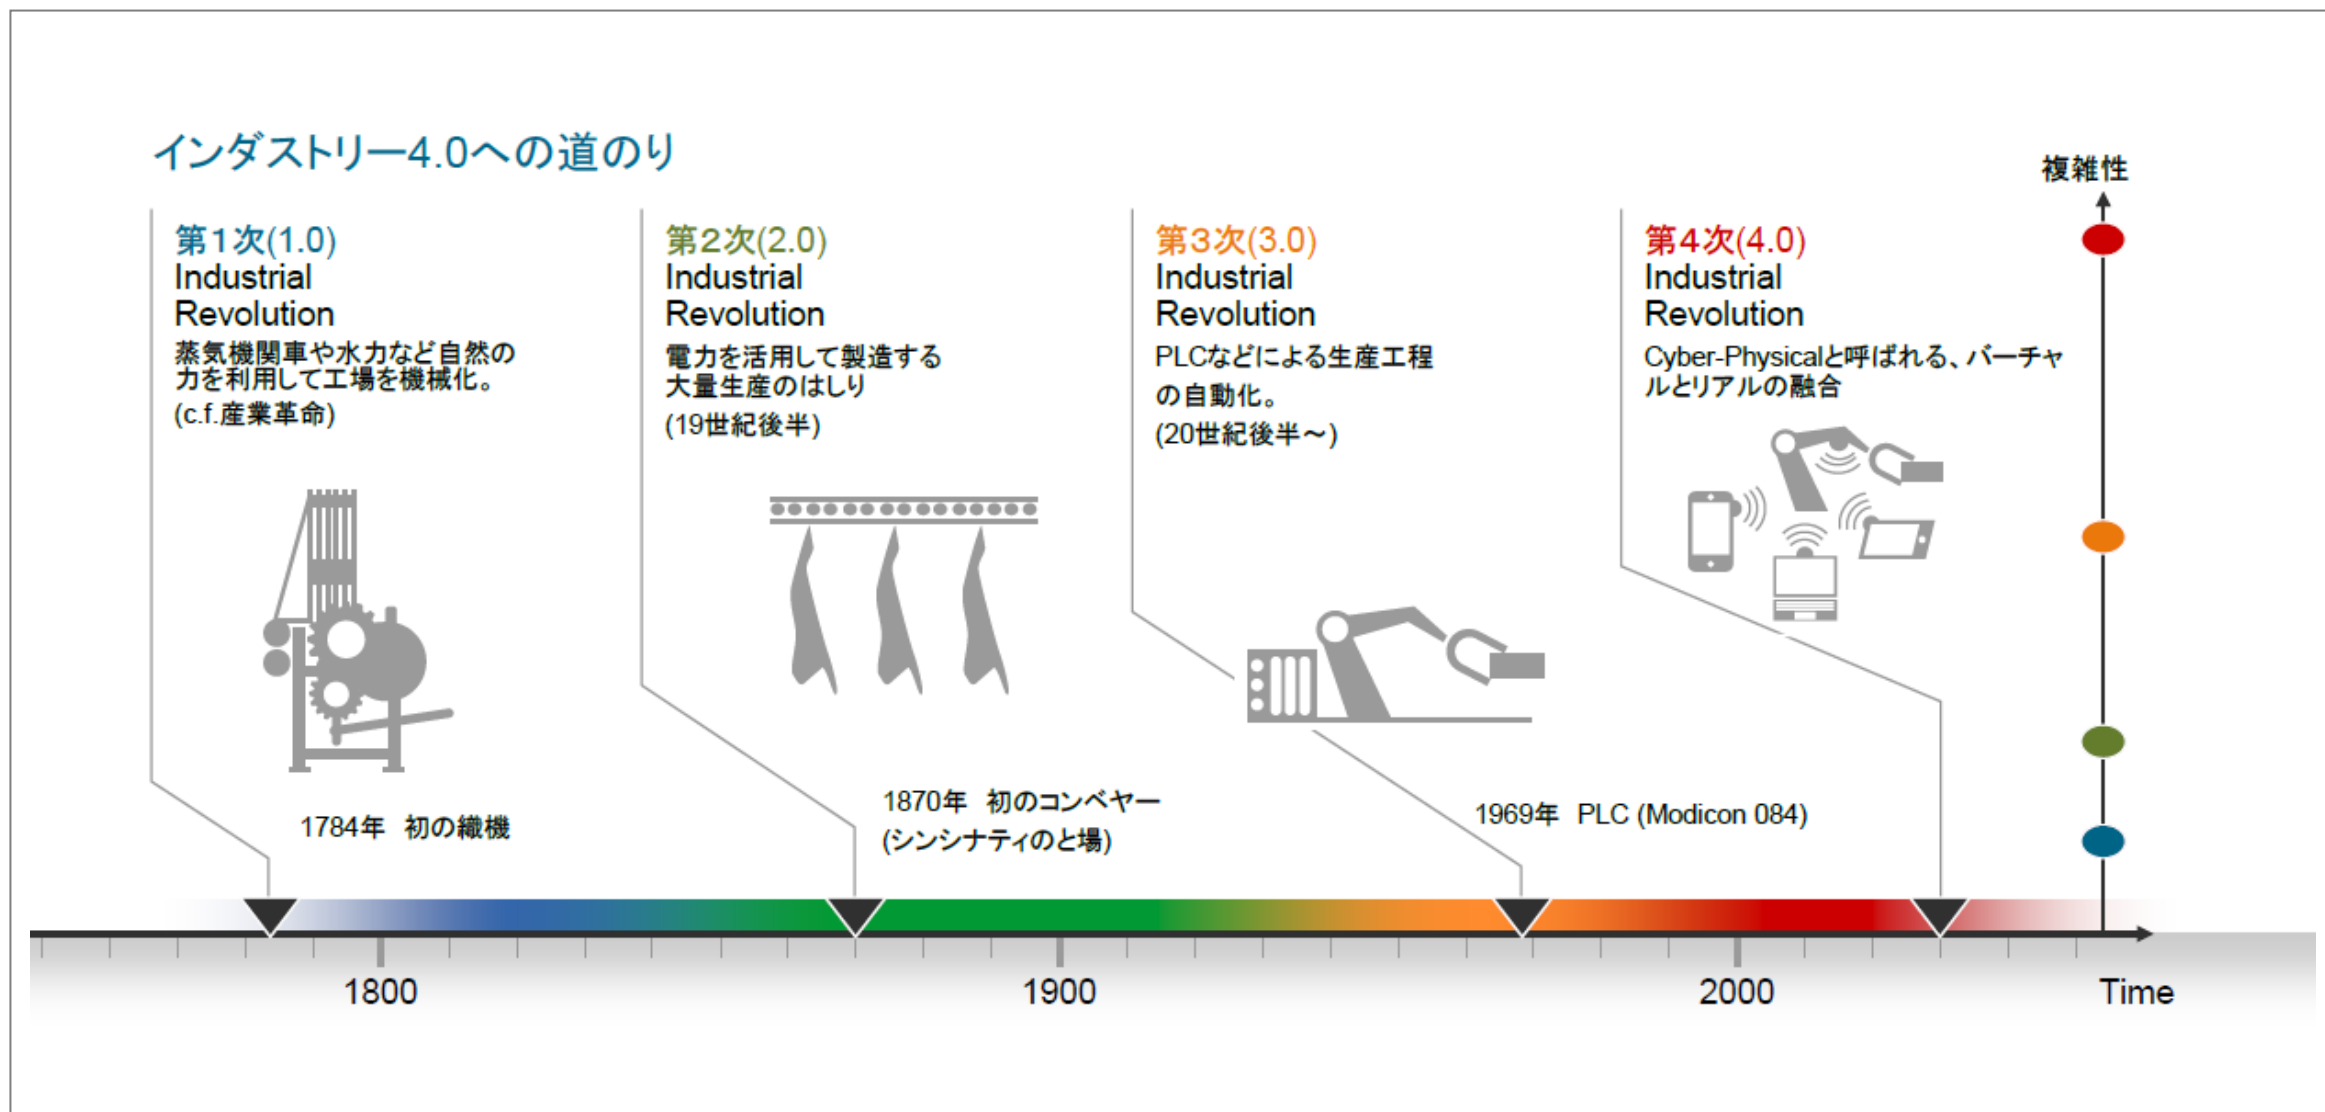 インダストリー4.0への道のり
複雑性
第1次(1.0)
Industrial
Revolution
蒸気機関車や水力など自然の
力を利用して工場を機械化。
(c.f.産業革命)
1784年 初の織機
第2次(2.0)
Industrial
Revolution
電力を活用して製造する
大量生産のはしり
(19世紀後半)
1870年 初のコンベヤー
(シンシナティのと場)
第3次(3.0)
Industrial
Revolution
PLCなどによる生産工程
の自動化。
(20世紀後半～)
1969年 PLC (Modicon 084)
第4次(4.0)
Industrial
Revolution
Cyber-Physicalと呼ばれる、バーチャ
ルとリアルの融合
1800
1900
2000
Time